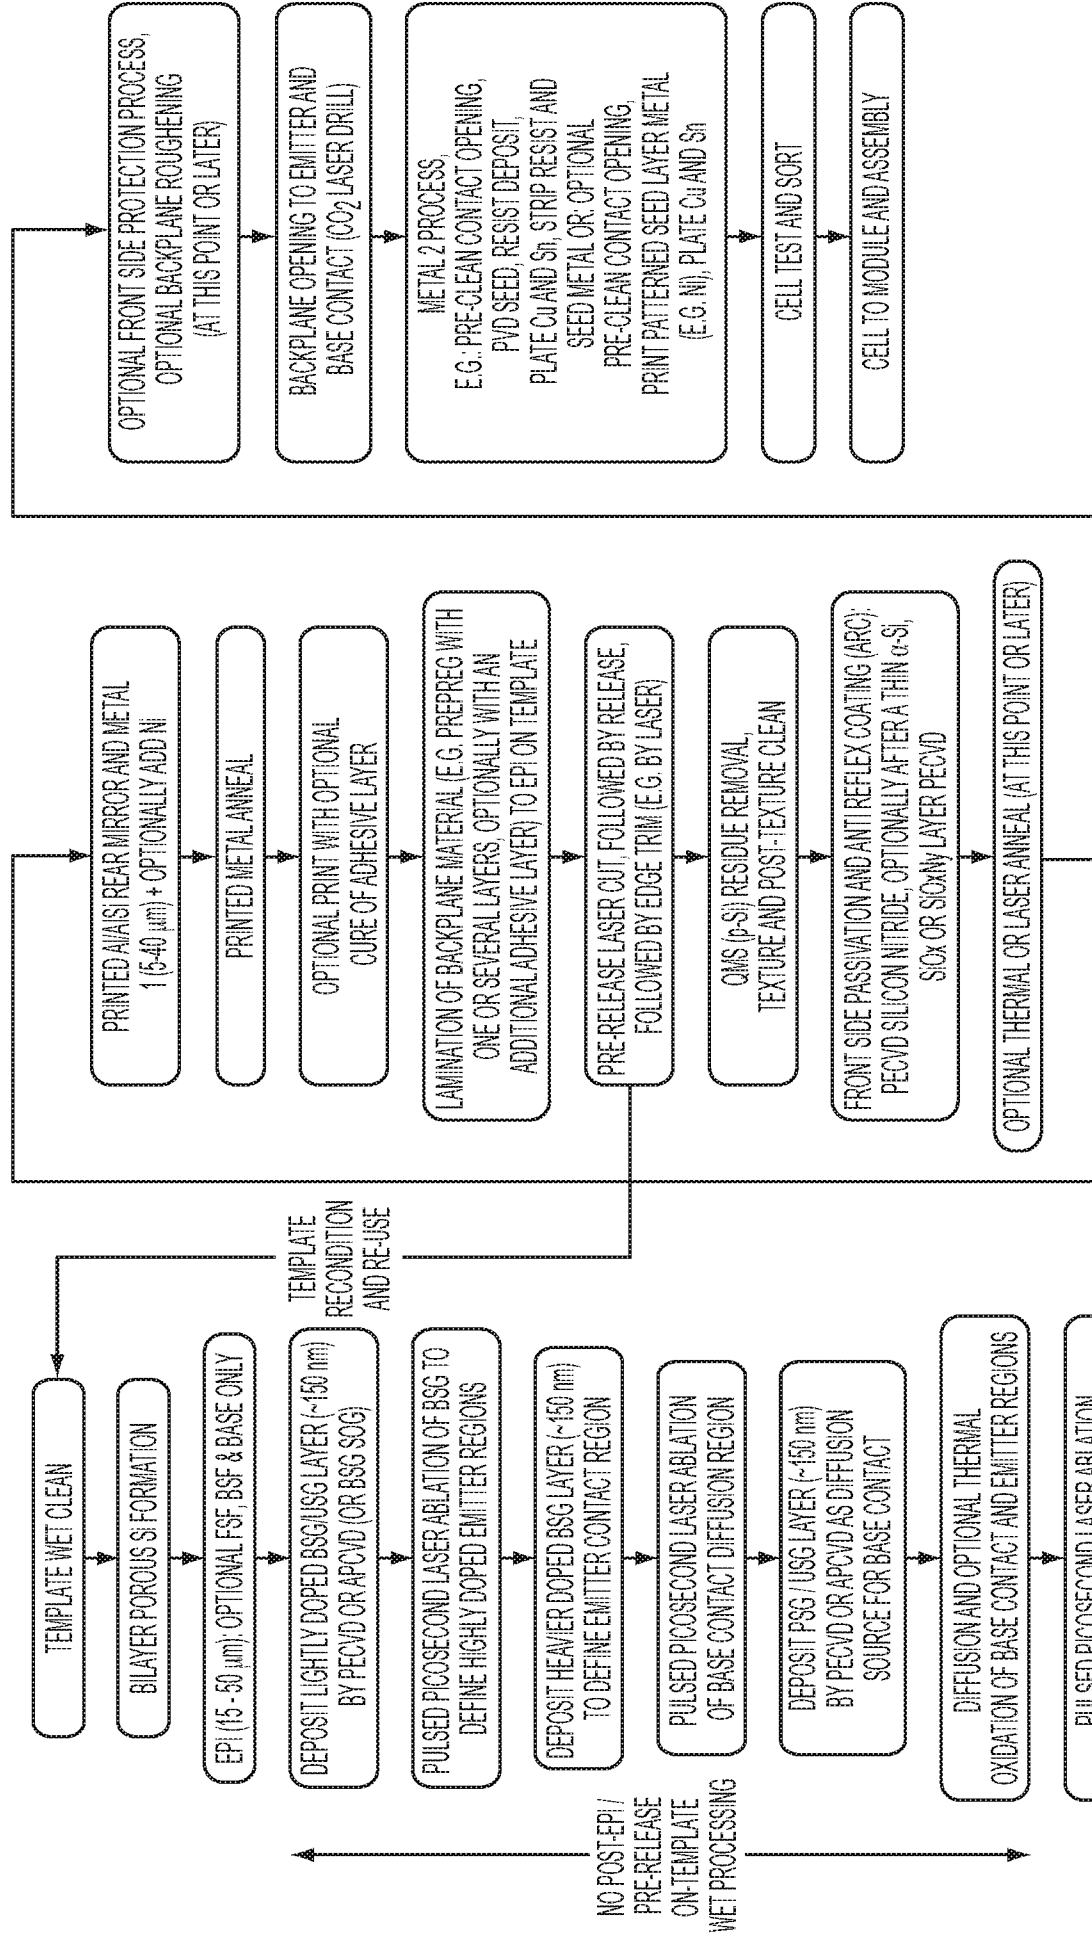 TEMPLATE WET CLEAN
BILAYER POROUS Si FORMATION
EPI (15 - 50 μm): OPTIONAL FSF, BSF & BASE ONLY
DEPOSIT LIGHTLY DOPED BSG/USG LAYER (~150 nm)
BY PECVD OR APCVD (OR BSG SOG)
PULSED PICOSECOND LASER ABLATION OF BSG TO
DEFINE HIGHLY DOPED EMITTER REGIONS
DEPOSIT HEAVIER DOPED BSG LAYER (~150 nm)
TO DEFINE EMITTER CONTACT REGION
PULSED PICOSECOND LASER ABLATION
OF BASE CONTACT DIFFUSION REGION
DEPOSIT PSG / USG LAYER (~150 nm)
BY PECVD OR APCVD AS DIFFUSION
SOURCE FOR BASE CONTACT
DIFFUSION AND OPTIONAL THERMAL
OXIDATION OF BASE CONTACT AND EMITTER REGIONS
PULSED PICOSECOND LASER ABLATION
NO POST-EPI /
PRE-RELEASE
ON-TEMPLATE
WET PROCESSING
TEMPLATE
RECONDITION
AND RE-USE
PRINTED Al/AlSi REAR MIRROR AND METAL
1 (5-40 μm) + OPTIONALLY ADD Ni
PRINTED METAL ANNEAL
OPTIONAL PRINT WITH OPTIONAL
CURE OF ADHESIVE LAYER
LAMINATION OF BACKPLANE MATERIAL (E.G. PREPREG WITH
ONE OR SEVERAL LAYERS, OPTIONALLY WITH AN
ADDITIONAL ADHESIVE LAYER) TO EPI ON TEMPLATE
PRE-RELEASE LASER CUT, FOLLOWED BY RELEASE,
FOLLOWED BY EDGE TRIM (E.G. BY LASER)
QMS (p-Si) RESIDUE REMOVAL,
TEXTURE AND POST-TEXTURE CLEAN
FRONT SIDE PASSIVATION AND ANTI REFLEX COATING (ARC):
PECVD SILICON NITRIDE, OPTIONALLY AFTER A THIN α-Si,
SiOx OR SiOxNy LAYER PECVD
OPTIONAL THERMAL OR LASER ANNEAL (AT THIS POINT OR LATER)
OPTIONAL FRONT SIDE PROTECTION PROCESS,
OPTIONAL BACKPLANE ROUGHENING
(AT THIS POINT OR LATER)
BACKPLANE OPENING TO EMITTER AND
BASE CONTACT (CO2 LASER DRILL)
METAL 2 PROCESS,
E.G.: PRE-CLEAN CONTACT OPENING,
PVD SEED, RESIST DEPOSIT,
PLATE Cu AND Sn, STRIP RESIST AND
SEED METAL OR: OPTIONAL
PRE-CLEAN CONTACT OPENING,
PRINT PATTERNED SEED LAYER METAL
(E.G. Ni), PLATE Cu AND Sn
CELL TEST AND SORT
CELL TO MODULE AND ASSEMBLY